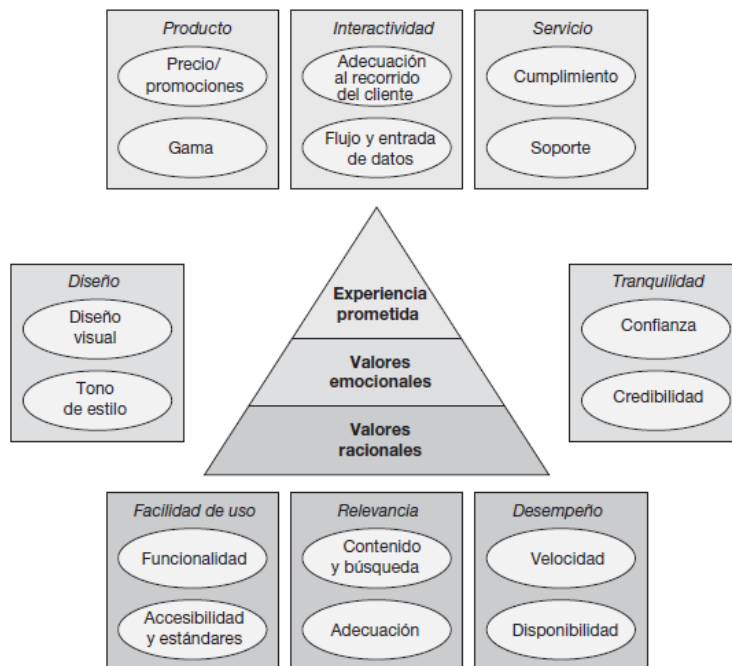 Producto
Precio/
promociones
Gama
Interactividad
Adecuación
al recorrido
del cliente
Flujo y entrada
de datos
Servicio
Cumplimiento
Soporte
Diseño
Diseño
visual
Tono
de estilo
Experiencia
prometida
Valores
emocionales
Valores
racionales
Tranquilidad
Confianza
Credibilidad
Facilidad de uso
Funcionalidad
Accesibilidad
y estándares
Relevancia
Contenido
y búsqueda
Adecuación
Desempeño
Velocidad
Disponibilidad